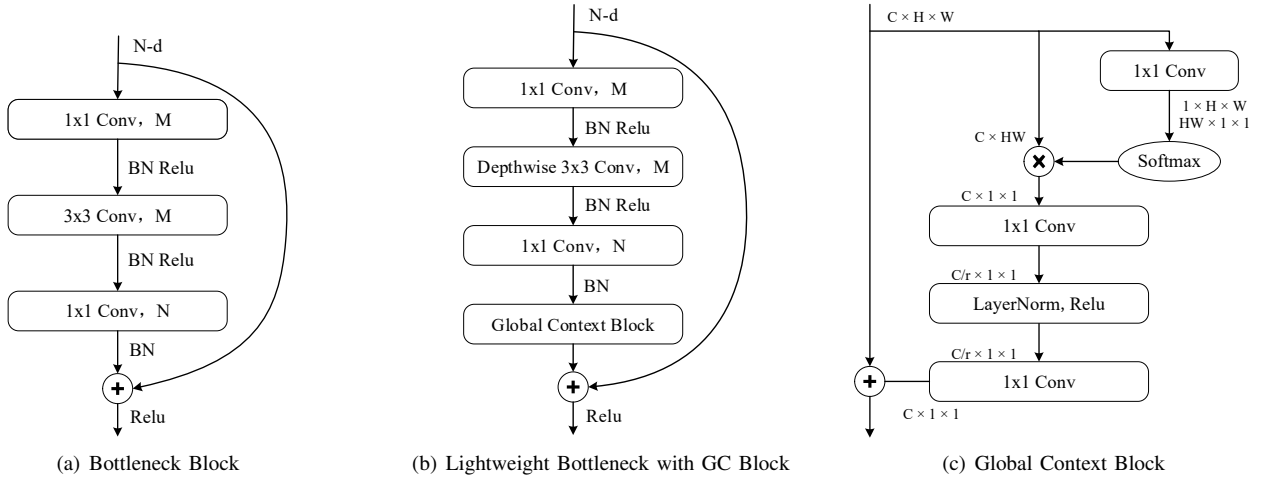 N-d
1x1 Conv，M
BN Relu
3x3 Conv，M
BN Relu
1x1 Conv，N
BN
+
Relu
(a) Bottleneck Block
N-d
1x1 Conv，M
BN Relu
Depthwise 3x3 Conv，M
BN Relu
1x1 Conv，N
BN
Global Context Block
+
Relu
(b) Lightweight Bottleneck with GC Block
C × H × W
1x1 Conv
1 × H × W
HW × 1 × 1
C × HW
×
Softmax
C × 1 × 1
1x1 Conv
C/r × 1 × 1
LayerNorm, Relu
C/r × 1 × 1
1x1 Conv
+
C × 1 × 1
(c) Global Context Block